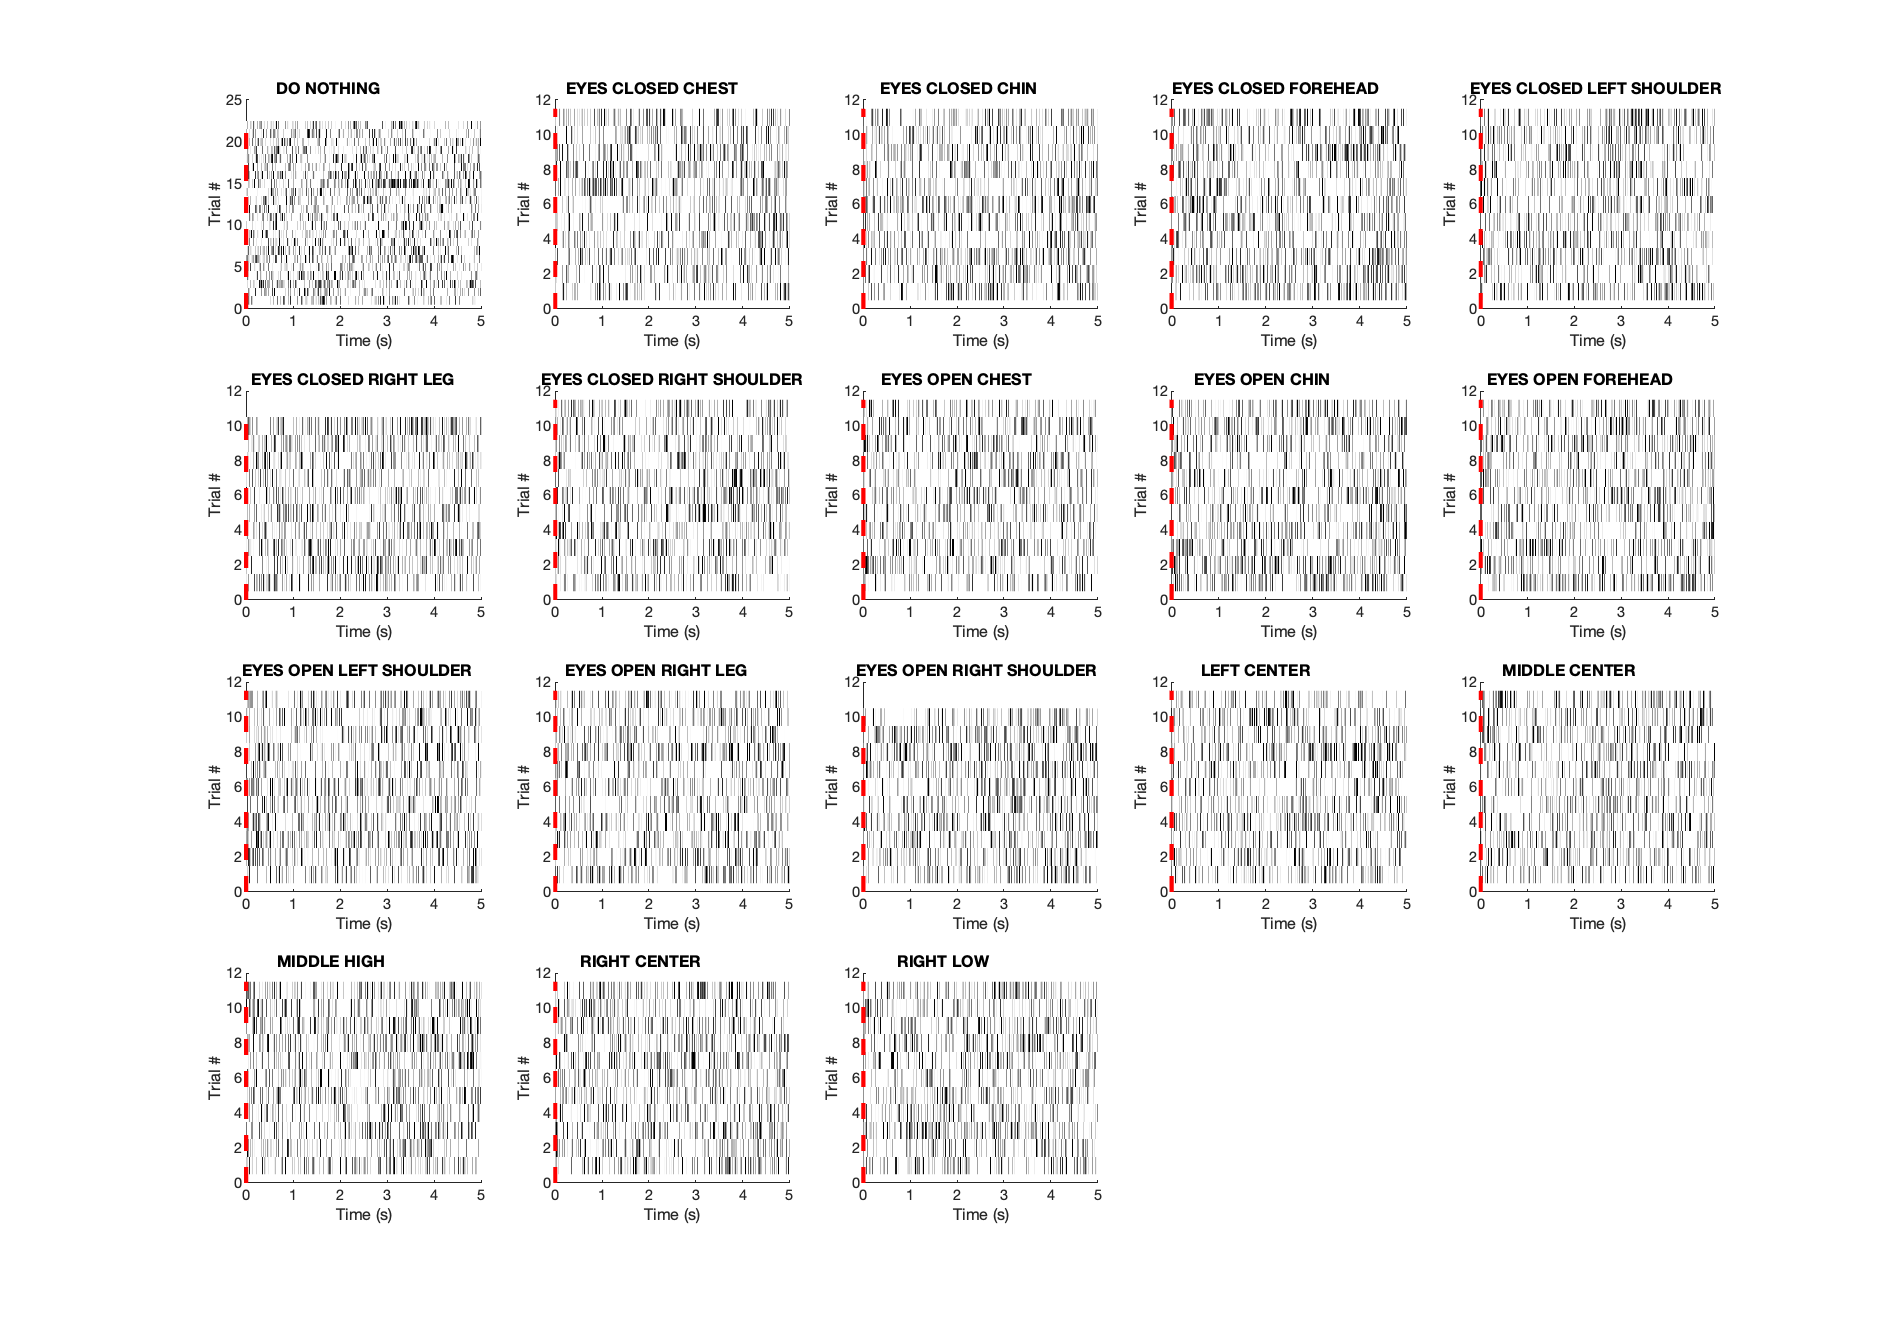 DO NOTHING
25
20
15
10
5
0
Trial #
0 1 2 3 4 5
Time (s)
EYES CLOSED CHEST
12
10
8
6
4
2
0
Trial #
0 1 2 3 4 5
Time (s)
EYES CLOSED CHIN
12
10
8
6
4
2
0
Trial #
0 1 2 3 4 5
Time (s)
EYES CLOSED FOREHEAD
12
10
8
6
4
2
0
Trial #
0 1 2 3 4 5
Time (s)
EYES CLOSED LEFT SHOULDER
12
10
8
6
4
2
0
Trial #
0 1 2 3 4 5
Time (s)
EYES CLOSED RIGHT LEG
12
10
8
6
4
2
0
Trial #
0 1 2 3 4 5
Time (s)
EYES CLOSED RIGHT SHOULDER
12
10
8
6
4
2
0
Trial #
0 1 2 3 4 5
Time (s)
EYES OPEN CHEST
12
10
8
6
4
2
0
Trial #
0 1 2 3 4 5
Time (s)
EYES OPEN CHIN
12
10
8
6
4
2
0
Trial #
0 1 2 3 4 5
Time (s)
EYES OPEN FOREHEAD
12
10
8
6
4
2
0
Trial #
0 1 2 3 4 5
Time (s)
EYES OPEN LEFT SHOULDER
12
10
8
6
4
2
0
Trial #
0 1 2 3 4 5
Time (s)
EYES OPEN RIGHT LEG
12
10
8
6
4
2
0
Trial #
0 1 2 3 4 5
Time (s)
EYES OPEN RIGHT SHOULDER
12
10
8
6
4
2
0
Trial #
0 1 2 3 4 5
Time (s)
LEFT CENTER
12
10
8
6
4
2
0
Trial #
0 1 2 3 4 5
Time (s)
MIDDLE CENTER
12
10
8
6
4
2
0
Trial #
0 1 2 3 4 5
Time (s)
MIDDLE HIGH
12
10
8
6
4
2
0
Trial #
0 1 2 3 4 5
Time (s)
RIGHT CENTER
12
10
8
6
4
2
0
Trial #
0 1 2 3 4 5
Time (s)
RIGHT LOW
12
10
8
6
4
2
0
Trial #
0 1 2 3 4 5
Time (s)